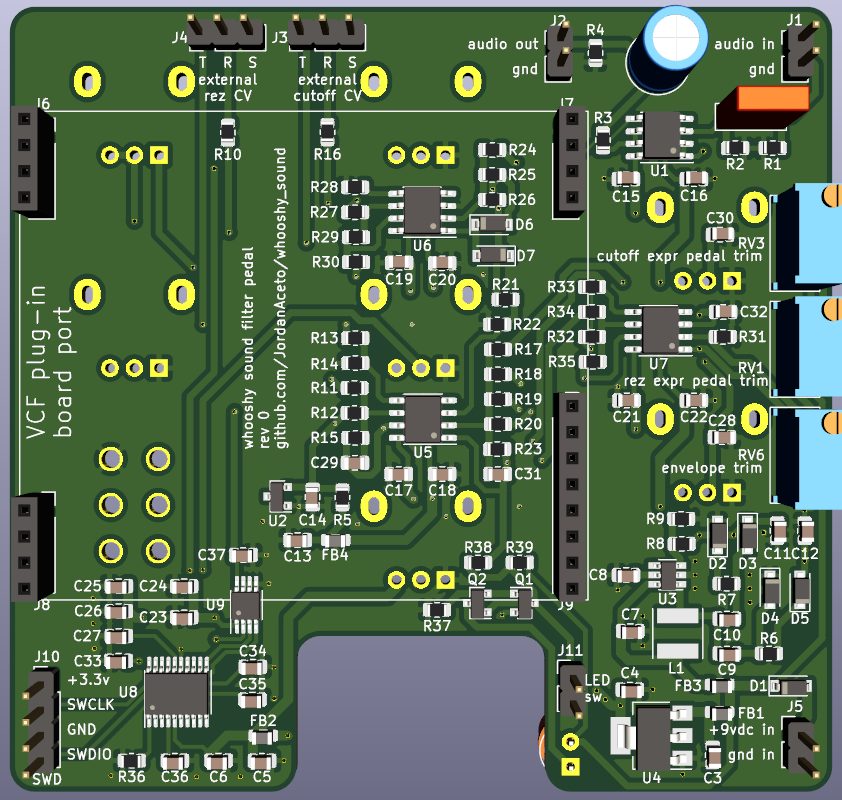 J4
J3
J2
R4
J1
audio out
audio in
T R S
T R S
gnd
gnd
external
rez CV
external
cutoff CV
J6
J7
R3
R10
R16
R24
U1
R2
R1
R25
C15
C16
R28
R26
R27
U6
D6
C30
R29
D7
RV3
cutoff expr pedal trim
R30
C19
C20
R21
R33
R22
R34
C32
R13
R17
R32
R31
R14
R18
R35
U7
RV1
rez expr pedal trim
R11
R19
C21
C22
R12
R20
C28
R15
U5
R23
RV6
envelope trim
C29
C17
C18
C31
VCF plug-in
board port
whooshy sound filter pedal
rev 0
github.com/JordanAceto/whooshy_sound
U2
C14
R5
R9
C13
FB4
R8
D2
D3
C11
C12
C37
R38
R39
C25
C24
Q2
Q1
C8
U3
R7
J8
U9
J9
D4
D5
C26
C23
R37
C27
C7
C10
R6
C33
C34
L1
J10
J11
C9
+3.3v
U8
C35
LED
sw
C4
FB3
D1
SWCLK
J5
FB2
FB1
GND
+9vdc in
SWDIO
gnd in
SWD
R36
C36
C6
C5
U4
C3